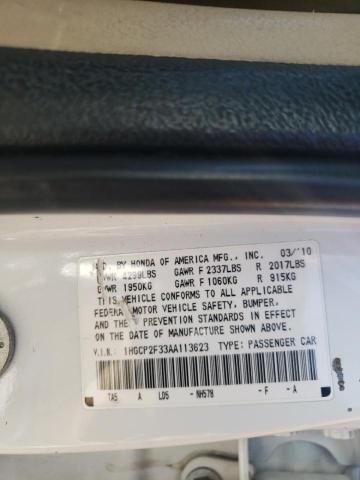 MFD. BY HONDA OF AMERICA MFG., INC. 03/'10
GVWR 4299LBS GAWR F 2337LBS R 2017LBS
GVWR 1950KG GAWR F 1060KG R 915KG
THIS VEHICLE CONFORMS TO ALL APPLICABLE
FEDERAL MOTOR VEHICLE SAFETY, BUMPER,
AND PREVENTION STANDARDS IN EFFECT
ON THE DATE OF MANUFACTURE SHOWN ABOVE.
V.I.N.: 1HGCP2F33AA113623 TYPE: PASSENGER CAR
TA5 A LD5 - NH578 - F - A